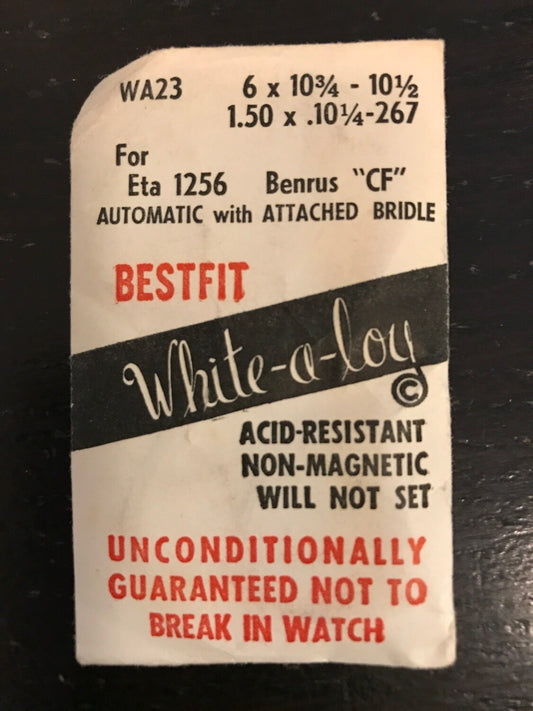 WA23 6 x 10¾ - 10½
1.50 x .10¼-267
For
Eta 1256 Benrus "CF"
AUTOMATIC with ATTACHED BRIDLE
BESTFIT
White-a-loy ©
ACID-RESISTANT
NON-MAGNETIC
WILL NOT SET
UNCONDITIONALLY
GUARANTEED NOT TO
BREAK IN WATCH